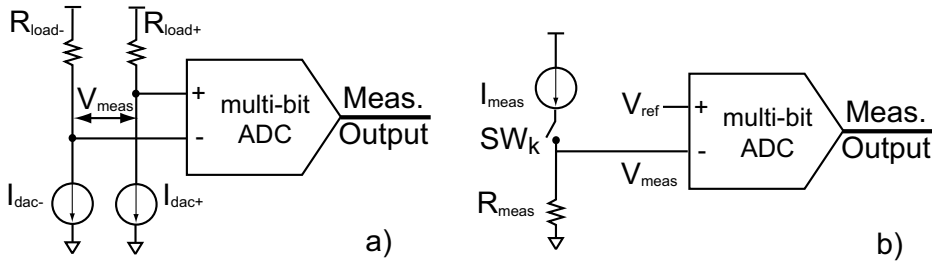 Rload- Rload+
Vmeas
+
-
multi-bit
ADC
Meas.
Output
Idac- Idac+
a)
Imeas
SWk
Vref
+
-
Vmeas
Rmeas
multi-bit
ADC
Meas.
Output
b)